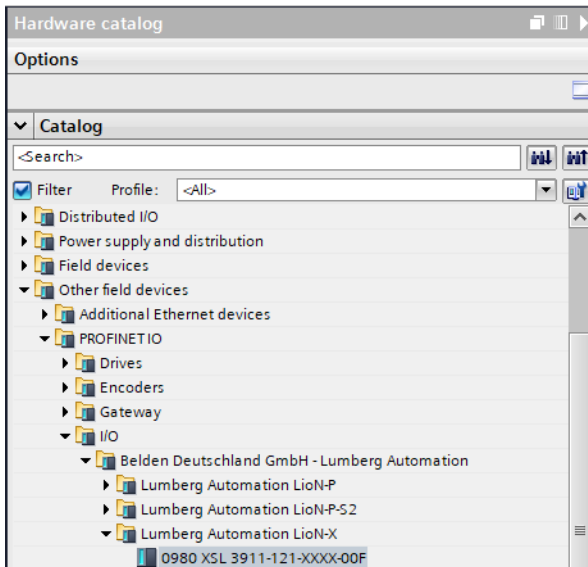 Hardware catalog
Options
Catalog
<Search>
Filter Profile: <All>
Distributed I/O
Power supply and distribution
Field devices
Other field devices
Additional Ethernet devices
PROFINET IO
Drives
Encoders
Gateway
I/O
Belden Deutschland GmbH - Lumberg Automation
Lumberg Automation LioN-P
Lumberg Automation LioN-P-S2
Lumberg Automation LioN-X
0980 XSL 3911-121-XXXX-00F